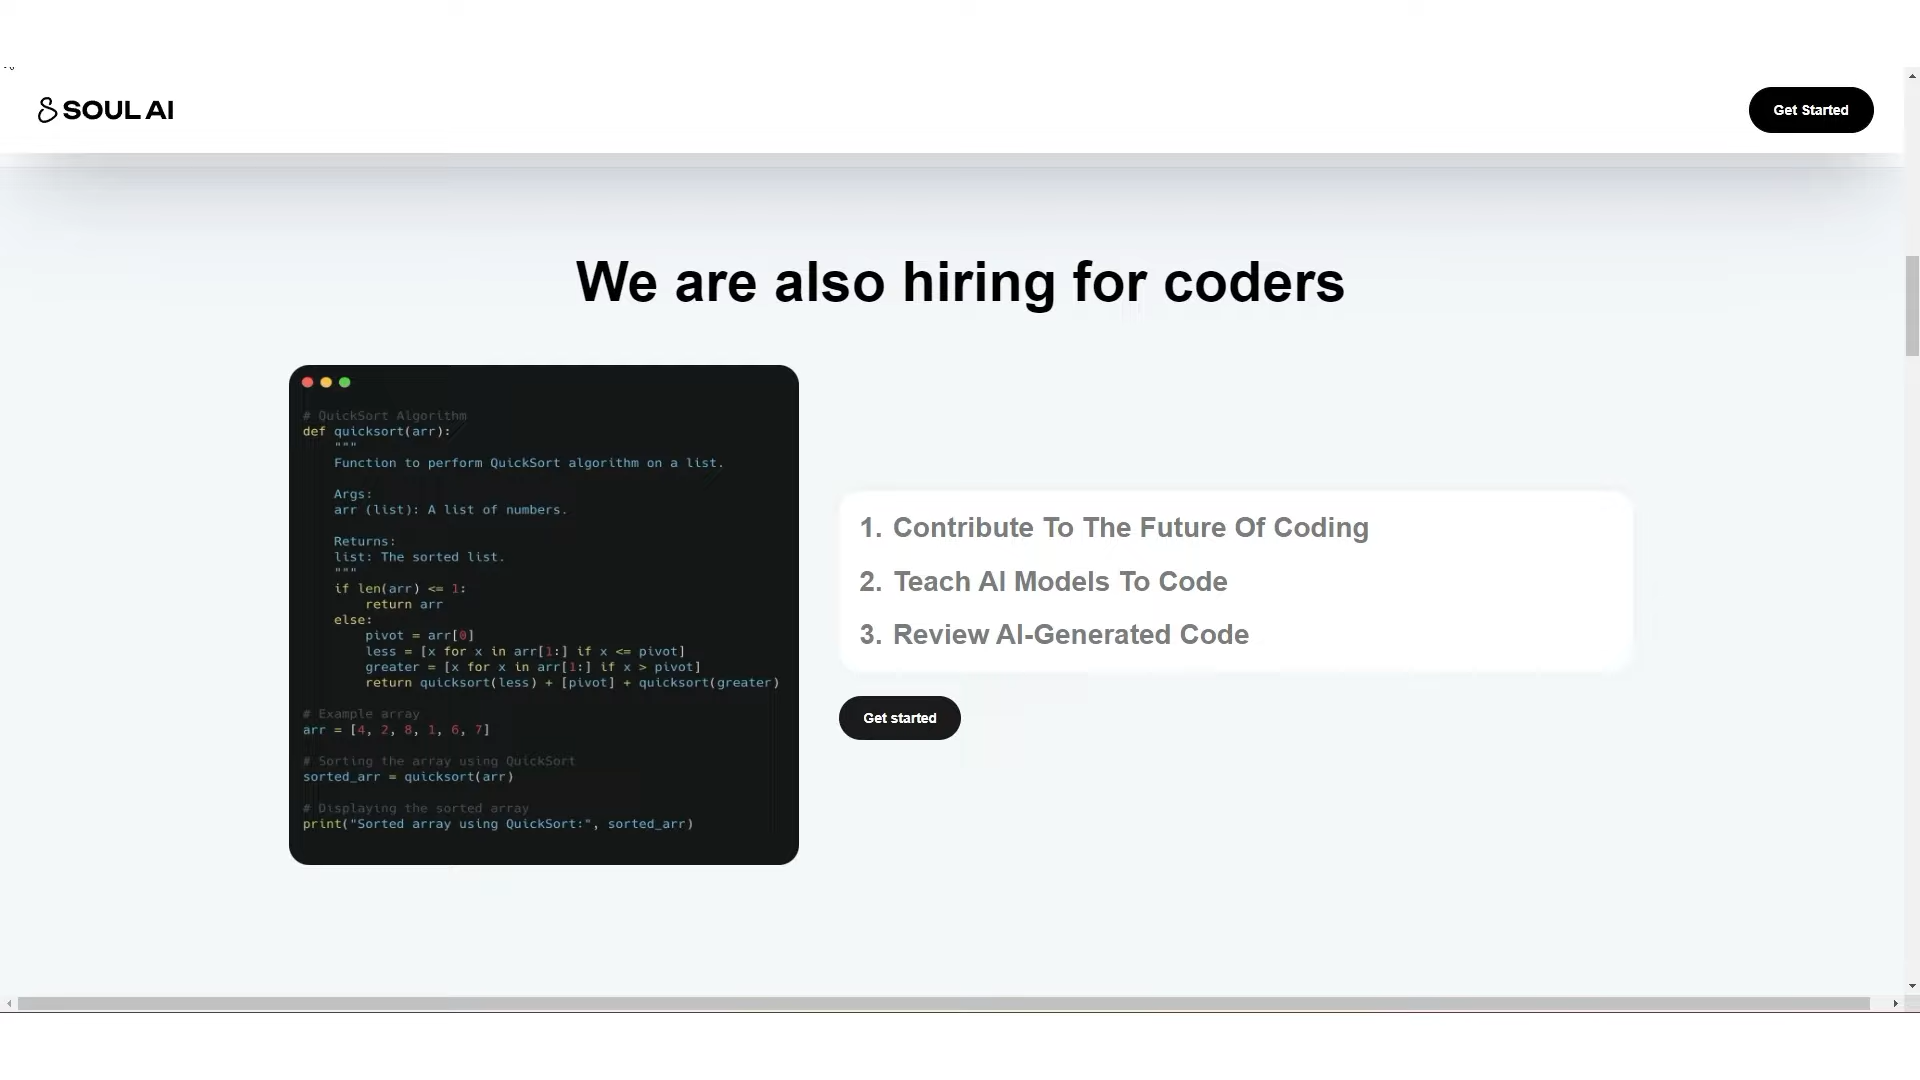 SOUL AI
Get Started
We are also hiring for coders
# QuickSort Algorithm
def quicksort(arr):
"""
Function to perform QuickSort algorithm on a list.
Args:
arr (list): A list of numbers.
Returns:
list: The sorted list.
"""
if len(arr) <= 1:
return arr
else:
pivot = arr[0]
less = [x for x in arr[1:] if x <= pivot]
greater = [x for x in arr[1:] if x > pivot]
return quicksort(less) + [pivot] + quicksort(greater)
# Example array
arr = [4, 2, 8, 1, 6, 7]
# Sorting the array using QuickSort
sorted_arr = quicksort(arr)
# Displaying the sorted array
print("Sorted array using QuickSort:", sorted_arr)
1. Contribute To The Future Of Coding
2. Teach AI Models To Code
3. Review AI-Generated Code
Get started